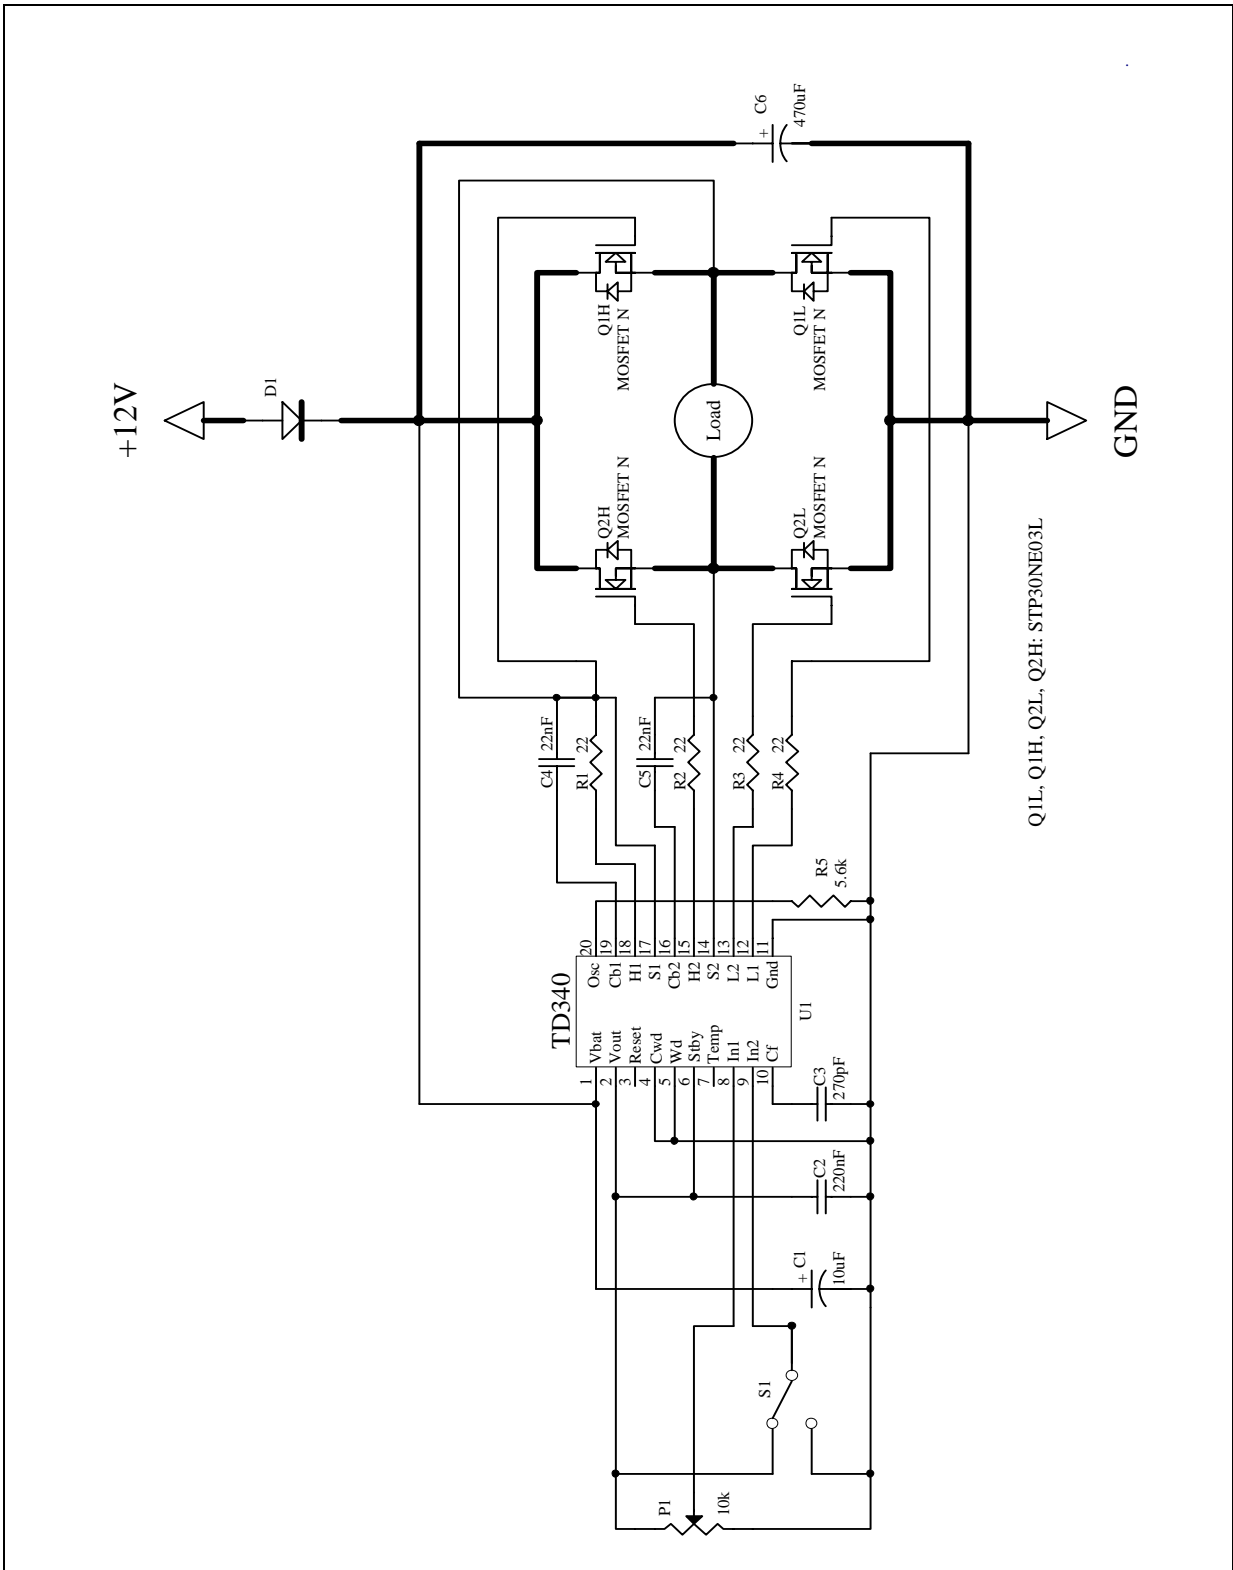 +12V
D1
C6
470uF
+
Q1H
MOSFET N
Q1L
MOSFET N
Load
Q2H
MOSFET N
Q2L
MOSFET N
GND
Q1L, Q1H, Q2L, Q2H: STP30NE03L
C4
22nF
R1
22
C5
22nF
R2
22
R3
22
R4
22
R5
5.6k
TD340
U1
20 Osc
19 Cb1
18 H1
17 S1
16 Cb2
15 H2
14 S2
13 L2
12 L1
11 Gnd
1 Vbat
2 Vout
3 Reset
4 Cwd
5 Wd
6 Stby
7 Temp
8 In1
9 In2
10 Cf
C3
270pF
C2
220nF
+
C1
10uF
S1
P1
10k